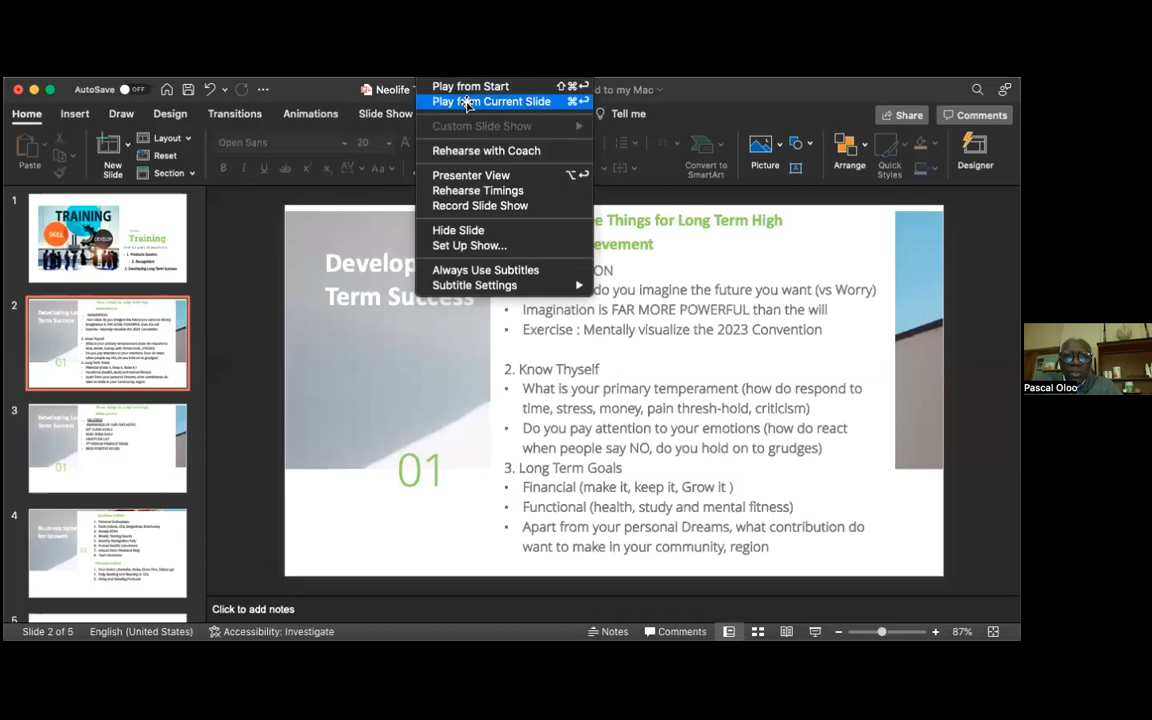 AutoSave OFF
Neolife
d to my Mac
Home Insert Draw Design Transitions Animations Slide Show
Tell me
Share
Comments
Paste
New Slide
Layout
Reset
Section
Open Sans
20
Convert to SmartArt
Picture
Arrange
Quick Styles
Designer
Play from Start
Play from Current Slide
Custom Slide Show
Rehearse with Coach
Presenter View
Rehearse Timings
Record Slide Show
Hide Slide
Set Up Show...
Always Use Subtitles
Subtitle Settings
1
TRAINING
SKILL
DEVELOP
Training
2
01
3
01
4
5
Develop
Term Success
01
e Things for Long Term High
evement
ON
do you imagine the future you want (vs Worry)
• Imagination is FAR MORE POWERFUL than the will
• Exercise : Mentally visualize the 2023 Convention
2. Know Thyself
• What is your primary temperament (how do respond to
time, stress, money, pain thresh-hold, criticism)
• Do you pay attention to your emotions (how do react
when people say NO, do you hold on to grudges)
3. Long Term Goals
• Financial (make it, keep it, Grow it )
• Functional (health, study and mental fitness)
• Apart from your personal Dreams, what contribution do
want to make in your community, region
Pascal Oloo
Click to add notes
Slide 2 of 5
English (United States)
Accessibility: Investigate
Notes
Comments
87%